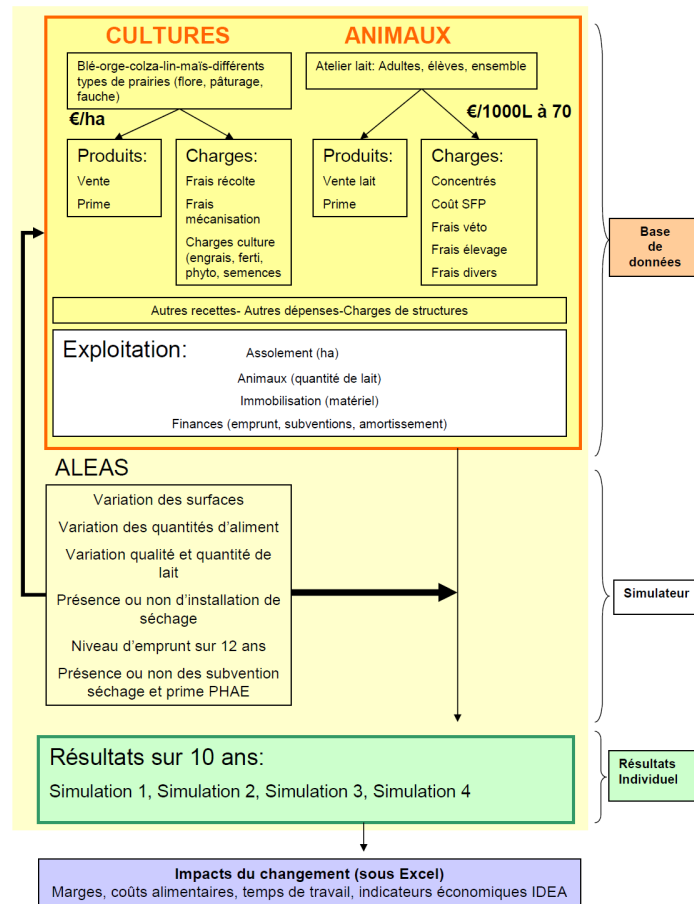 CULTURES
Blé-orge-colza-lin-maïs-différents
types de prairies (flore, pâturage,
fauche)
€/ha
Produits:
Vente
Prime
Charges:
Frais récolte
Frais
mécanisation
Charges culture
(engrais, ferti,
phyto, semences
ANIMAUX
Atelier lait: Adultes, élèves, ensemble
€/1000L à 70
Produits:
Vente lait
Prime
Charges:
Concentrés
Coût SFP
Frais véto
Frais élevage
Frais divers
Autres recettes- Autres dépenses-Charges de structures
Exploitation:
Assolement (ha)
Animaux (quantité de lait)
Immobilisation (matériel)
Finances (emprunt, subventions, amortissement)
Base
de
données
ALEAS
Variation des surfaces
Variation des quantités d'aliment
Variation qualité et quantité de
lait
Présence ou non d'installation de
séchage
Niveau d'emprunt sur 12 ans
Présence ou non des subvention
séchage et prime PHAE
Simulateur
Résultats sur 10 ans:
Simulation 1, Simulation 2, Simulation 3, Simulation 4
Résultats
Individuel
Impacts du changement (sous Excel)
Marges, coûts alimentaires, temps de travail, indicateurs économiques IDEA